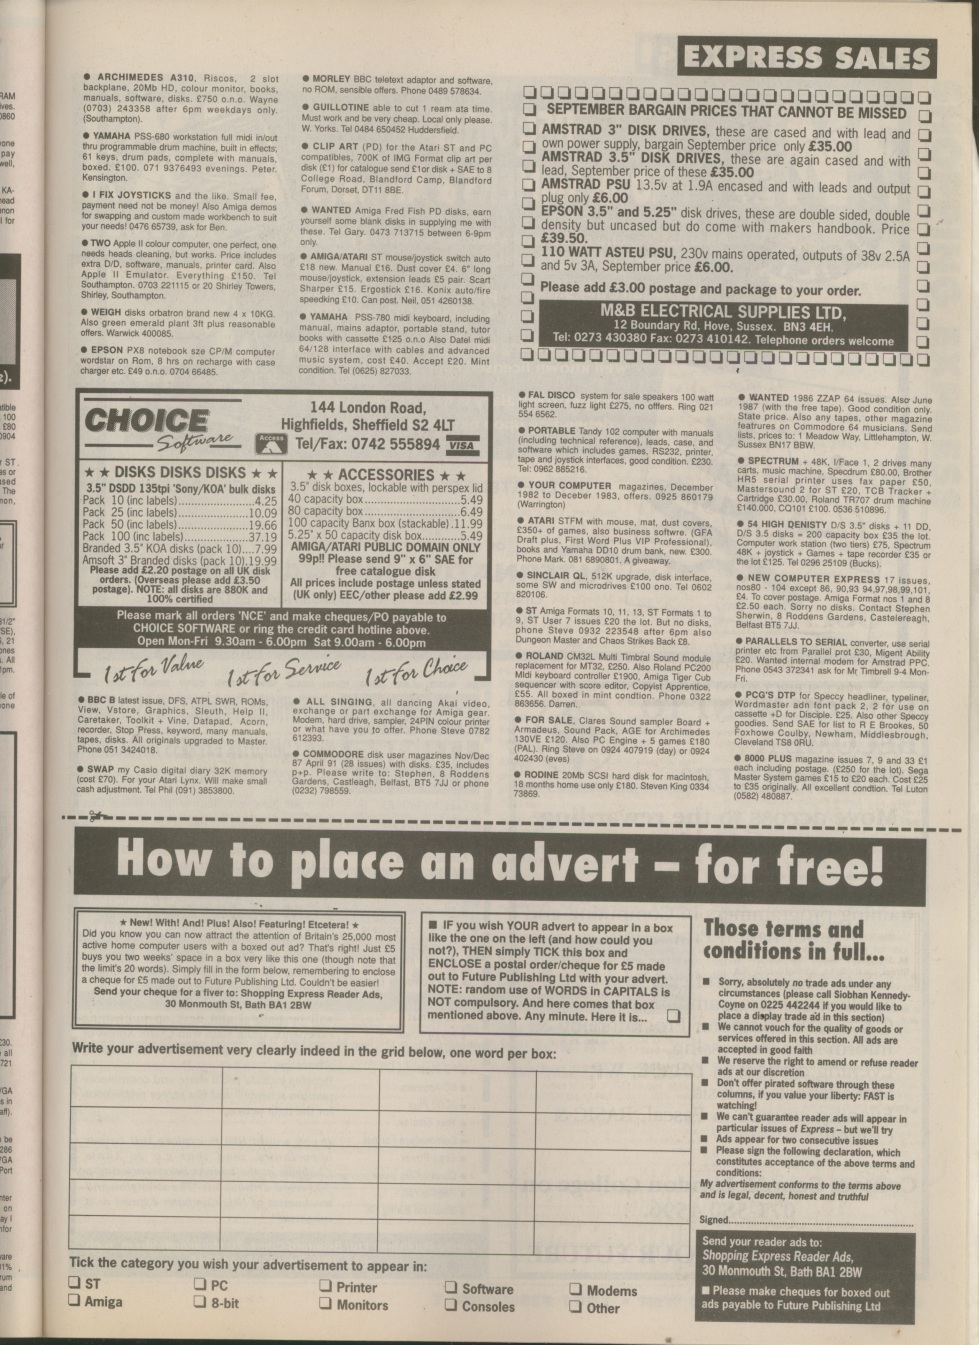 EXPRESS SALES
● ARCHIMEDES A310, Riscos, 2 slot
backplane, 20Mb HD, colour monitor, books,
manuals, software, disks. £750 o.n.o. Wayne
(0703) 243358 after 6pm weekdays only.
(Southampton).
● YAMAHA PSS-680 workstation full midi in/out
thru programmable drum machine, built in effects;
61 keys, drum pads, complete with manuals,
boxed, £100. 071 9376493 evenings. Peter.
Kensington.
● I FIX JOYSTICKS and the like. Small fee,
payment need not be money! Also Amiga demos
for swapping and custom made workbench to suit
your needs! 0476 65739, ask for Ben.
● TWO Apple II colour computer, one perfect, one
needs heads cleaning, but works. Price includes
extra D/D, software, manuals, printer card. Also
Apple II Emulator. Everything £150. Tel
Southampton. 0703 221115 or 20 Shirley Towers,
Shirley, Southampton.
● WEIGH disks orbatron brand new 4 x 10KG.
Also green emerald plant 3ft plus reasonable
offers. Warwick 400085.
● EPSON PX8 notebook sze CP/M computer
wordstar on Rom, 8 hrs on recharge with case
charger etc. £49 o.n.o. 0704 66485.
● MORLEY BBC teletext adaptor and software,
no ROM, sensible offers. Phone 0489 578634.
● GUILLOTINE able to cut 1 ream ata time.
Must work and be very cheap. Local only please.
W. Yorks. Tel 0484 650452 Huddersfield.
● CLIP ART (PD) for the Atari ST and PC
compatibles, 700K of IMG Format clip art per
disk (£1) for catalogue send £1or disk + SAE to 8
College Road, Blandford Camp, Blandford
Forum, Dorset, DT11 8BE.
● WANTED Amiga Fred Fish PD disks, earn
yourself some blank disks in supplying me with
these. Tel Gary. 0473 713715 between 6-9pm
only.
● AMIGA/ATARI ST mouse/joystick switch auto
£18 new. Manual £16. Dust cover £4. 6" long
mouse/joystick, extension leads £5 pair. Scart
Sharper £15. Ergostick £16. Konix auto/fire
speedking £10. Can post. Neil, 051 4260138.
● YAMAHA PSS-780 midi keyboard, including
manual, mains adaptor, portable stand, tutor
books with cassette £125 o.n.o Also Datel midi
64/128 interface with cables and advanced
music system, cost £40. Accept £20. Mint
condition. Tel (0625) 827033.
SEPTEMBER BARGAIN PRICES THAT CANNOT BE MISSED
AMSTRAD 3" DISK DRIVES, these are cased and with lead and
own power supply, bargain September price only £35.00
AMSTRAD 3.5" DISK DRIVES, these are again cased and with
lead, September price of these £35.00
AMSTRAD PSU 13.5v at 1.9A encased and with leads and output
plug only £6.00
EPSON 3.5" and 5.25" disk drives, these are double sided, double
density but uncased but do come with makers handbook. Price
£39.50.
110 WATT ASTEU PSU, 230v mains operated, outputs of 38v 2.5A
and 5v 3A, September price £6.00.
Please add £3.00 postage and package to your order.
M&B ELECTRICAL SUPPLIES LTD,
12 Boundary Rd, Hove, Sussex. BN3 4EH.
Tel: 0273 430380 Fax: 0273 410142. Telephone orders welcome
CHOICE
Software
144 London Road,
Highfields, Sheffield S2 4LT
Access
Tel/Fax: 0742 555894 VISA
★ ★ DISKS DISKS DISKS ★ ★
3.5" DSDD 135tpi 'Sony/KOA' bulk disks
Pack 10 (inc labels)....................4.25
Pack 25 (inc labels)..................10.09
Pack 50 (inc labels)..................19.66
Pack 100 (inc labels)................37.19
Branded 3.5" KOA disks (pack 10)....7.99
Amsoft 3" Branded disks (pack 10).19.99
Please add £2.20 postage on all UK disk
orders. (Overseas please add £3.50
postage). NOTE: all disks are 880K and
100% certified
★ ★ ACCESSORIES ★ ★
3.5" disk boxes, lockable with perspex lid
40 capacity box.........................5.49
80 capacity box.........................6.49
100 capacity Banx box (stackable).11.99
5.25" x 50 capacity disk box...........5.49
AMIGA/ATARI PUBLIC DOMAIN ONLY
99p!! Please send 9" x 6" SAE for
free catalogue disk
All prices include postage unless stated
(UK only) EEC/other please add £2.99
Please mark all orders 'NCE' and make cheques/PO payable to
CHOICE SOFTWARE or ring the credit card hotline above.
Open Mon-Fri 9.30am - 6.00pm Sat 9.00am - 6.00pm
1st for Value 1st for Service 1st for Choice
● BBC B latest issue, DFS, ATPL SWR, ROMs,
View, Vstore, Graphics, Sleuth, Help II,
Caretaker, Toolkit + Vine, Datapad, Acorn,
recorder, Stop Press, keyword, many manuals,
tapes, disks. All originals upgraded to Master.
Phone 051 3424018.
● SWAP my Casio digital diary 32K memory
(cost £70). For your Atari Lynx. Will make small
cash adjustment. Tel Phil (091) 3853800.
● ALL SINGING, all dancing Akai video,
exchange or part exchange for Amiga gear.
Modem, hard drive, sampler, 24PIN colour printer
or what have you to offer. Phone Steve 0782
612393.
● COMMODORE disk user magazines Nov/Dec
87 April 91 (28 issues) with disks. £35, includes
p+p. Please write to: Stephen, 8 Roddens
Gardens, Castleagh, Belfast, BT5 7JJ or phone
(0232) 798559.
● FAL DISCO system for sale speakers 100 watt
light screen, fuzz light £275, no offfers. Ring 021
554 6562.
● PORTABLE Tandy 102 computer with manuals
(including technical reference), leads, case, and
software which includes games, RS232, printer,
tape and joystick interfaces, good condition. £230.
Tel: 0962 885216.
● YOUR COMPUTER magazines, December
1982 to Deceber 1983, offers. 0925 860179
(Warrington)
● ATARI STFM with mouse, mat, dust covers,
£350+ of games, also business softwre. (GFA
Draft plus, First Word Plus VIP Professional),
books and Yamaha DD10 drum bank, new. £300.
Phone Mark. 081 6890801. A giveaway.
● SINCLAIR QL, 512K upgrade, disk interface,
some SW and microdrives £100 ono. Tel 0602
820106.
● ST Amiga Formats 10, 11, 13, ST Formats 1 to
9, ST User 7 issues £20 the lot. But no disks,
phone Steve 0932 223548 after 6pm also
Dungeon Master and Chaos Strikes Back £8.
● ROLAND CM32L Multi Timbral Sound module
replacement for MT32, £250. Also Roland PC200
Midi keyboard controller £1900, Amiga Tiger Cub
sequencer with score editor, Copyist Apprentice,
£55. All boxed in mint condition. Phone 0322
863656. Darren.
● FOR SALE, Clares Sound sampler Board +
Armadeus, Sound Pack, AGE for Archimedes
130VE £120. Also PC Engine + 5 games £180
(PAL). Ring Steve on 0924 407919 (day) or 0924
402430 (eves)
● RODINE 20Mb SCSI hard disk for macintosh,
18 months home use only £180. Steven King 0334
73869.
● WANTED 1986 ZZAP 64 issues. Also June
1987 (with the free tape). Good condition only.
State price. Also any tapes, other magazine
featrures on Commodore 64 musicians. Send
lists, prices to: 1 Meadow Way, Littlehampton, W.
Sussex BN17 BBW.
● SPECTRUM + 48K, I/Face 1, 2 drives many
carts, music machine, Specdrum £80.00, Brother
HR5 serial printer uses fax paper £50,
Mastersound 2 for ST £20, TCB Tracker +
Cartridge £30.00, Roland TR707 drum machine
£140.000, CQ101 £100. 0536 510896.
● 54 HIGH DENISTY D/S 3.5" disks + 11 DD,
D/S 3.5 disks = 200 capacity box £35 the lot.
Computer work station (two tiers) £75, Spectrum
48K + joystick + Games + tape recorder £35 or
the lot £125. Tel 0296 25109 (Bucks).
● NEW COMPUTER EXPRESS 17 issues,
nos80 - 104 except 86, 90,93 94,97,98,99,101,
£4. To cover postage. Amiga Format nos 1 and 8
£2.50 each. Sorry no disks. Contact Stephen
Sherwin, 8 Roddens Gardens, Castelereagh,
Belfast BT5 7JJ.
● PARALLELS TO SERIAL converter, use serial
printer etc from Parallel prot £30, Migent Ability
£20. Wanted internal modem for Amstrad PPC.
Phone 0543 372341 ask for Mr Timbrell 9-4 Mon-
Fri.
● PCG'S DTP for Speccy headliner, typeliner,
Wordmaster adn font pack 2, 2 for use on
cassette +D for Disciple. £25. Also other Speccy
goodies. Send SAE for list to R E Brookes, 50
Foxhowe Coulby, Newham, Middlesbrough,
Cleveland TS8 0RU.
● 8000 PLUS magazine issues 7, 9 and 33 £1
each including postage. (£250 for the lot). Sega
Master System games £15 to £20 each. Cost £25
to £35 originally. All excellent condtion. Tel Luton
(0582) 480887.
How to place an advert – for free!
★ New! With! And! Plus! Also! Featuring! Etcetera! ★
Did you know you can now attract the attention of Britain's 25,000 most
active home computer users with a boxed out ad? That's right! Just £5
buys you two weeks' space in a box very like this one (though note that
the limit's 20 words). Simply fill in the form below, remembering to enclose
a cheque for £5 made out to Future Publishing Ltd. Couldn't be easier!
Send your cheque for a fiver to: Shopping Express Reader Ads,
30 Monmouth St, Bath BA1 2BW
■ IF you wish YOUR advert to appear in a box
like the one on the left (and how could you
not?), THEN simply TICK this box and
ENCLOSE a postal order/cheque for £5 made
out to Future Publishing Ltd with your advert.
NOTE: random use of WORDS in CAPITALS is
NOT compulsory. And here comes that box
mentioned above. Any minute. Here it is... ❏
Write your advertisement very clearly indeed in the grid below, one word per box:
Tick the category you wish your advertisement to appear in:
❏ ST ❏ PC ❏ Printer ❏ Software ❏ Modems
❏ Amiga ❏ 8-bit ❏ Monitors ❏ Consoles ❏ Other
Those terms and
conditions in full...
■ Sorry, absolutely no trade ads under any
circumstances (please call Siobhan Kennedy-
Coyne on 0225 442244 if you would like to
place a display trade ad in this section)
■ We cannot vouch for the quality of goods or
services offered in this section. All ads are
accepted in good faith
■ We reserve the right to amend or refuse reader
ads at our discretion
■ Don't offer pirated software through these
columns, if you value your liberty: FAST is
watching!
■ We can't guarantee reader ads will appear in
particular issues of Express – but we'll try
■ Ads appear for two consecutive issues
■ Please sign the following declaration, which
constitutes acceptance of the above terms and
conditions:
My advertisement conforms to the terms above
and is legal, decent, honest and truthful
Signed..................................................
Send your reader ads to:
Shopping Express Reader Ads,
30 Monmouth St, Bath BA1 2BW
■ Please make cheques for boxed out
ads payable to Future Publishing Ltd